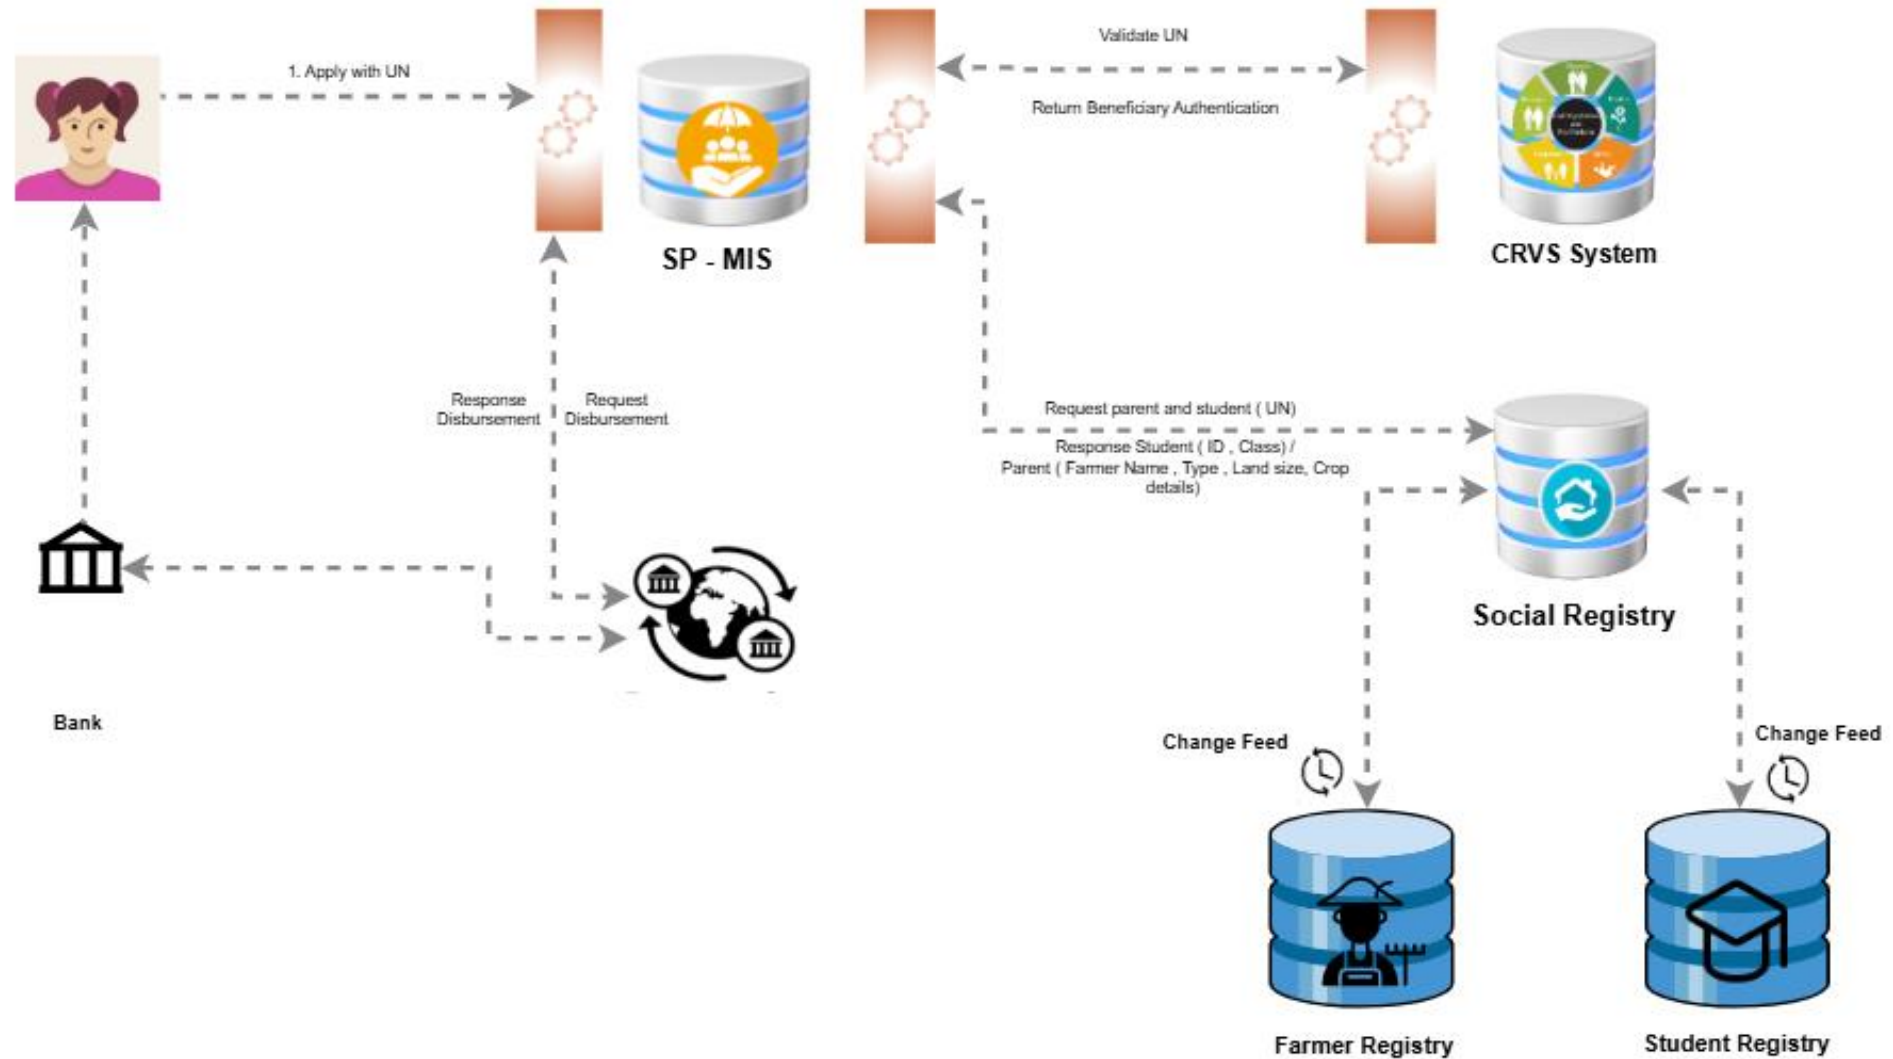 1. Apply with UN
Validate UN
Return Beneficiary Authentication
SP - MIS
CRVS System
Response
Disbursement
Request
Disbursement
Request parent and student ( UN)
Response Student ( ID , Class) /
Parent ( Farmer Name , Type , Land size, Crop
details)
Social Registry
Bank
Change Feed
Change Feed
Farmer Registry
Student Registry